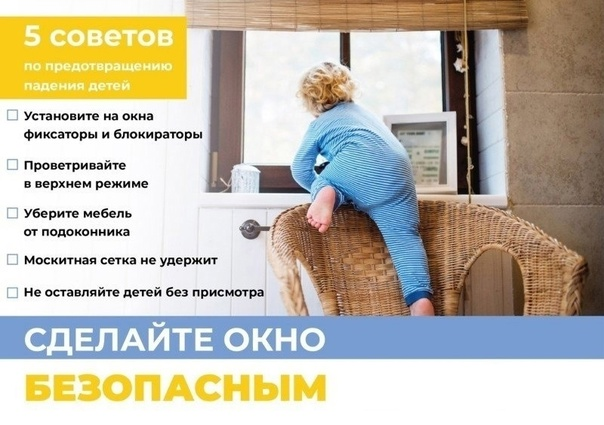 5 советов
по предотвращению
падения детей
Установите на окна
фиксаторы и блокираторы
Проветривайте
в верхнем режиме
Уберите мебель
от подоконника
Москитная сетка не удержит
Не оставляйте детей без присмотра
СДЕЛАЙТЕ ОКНО
БЕЗОПАСНЫМ